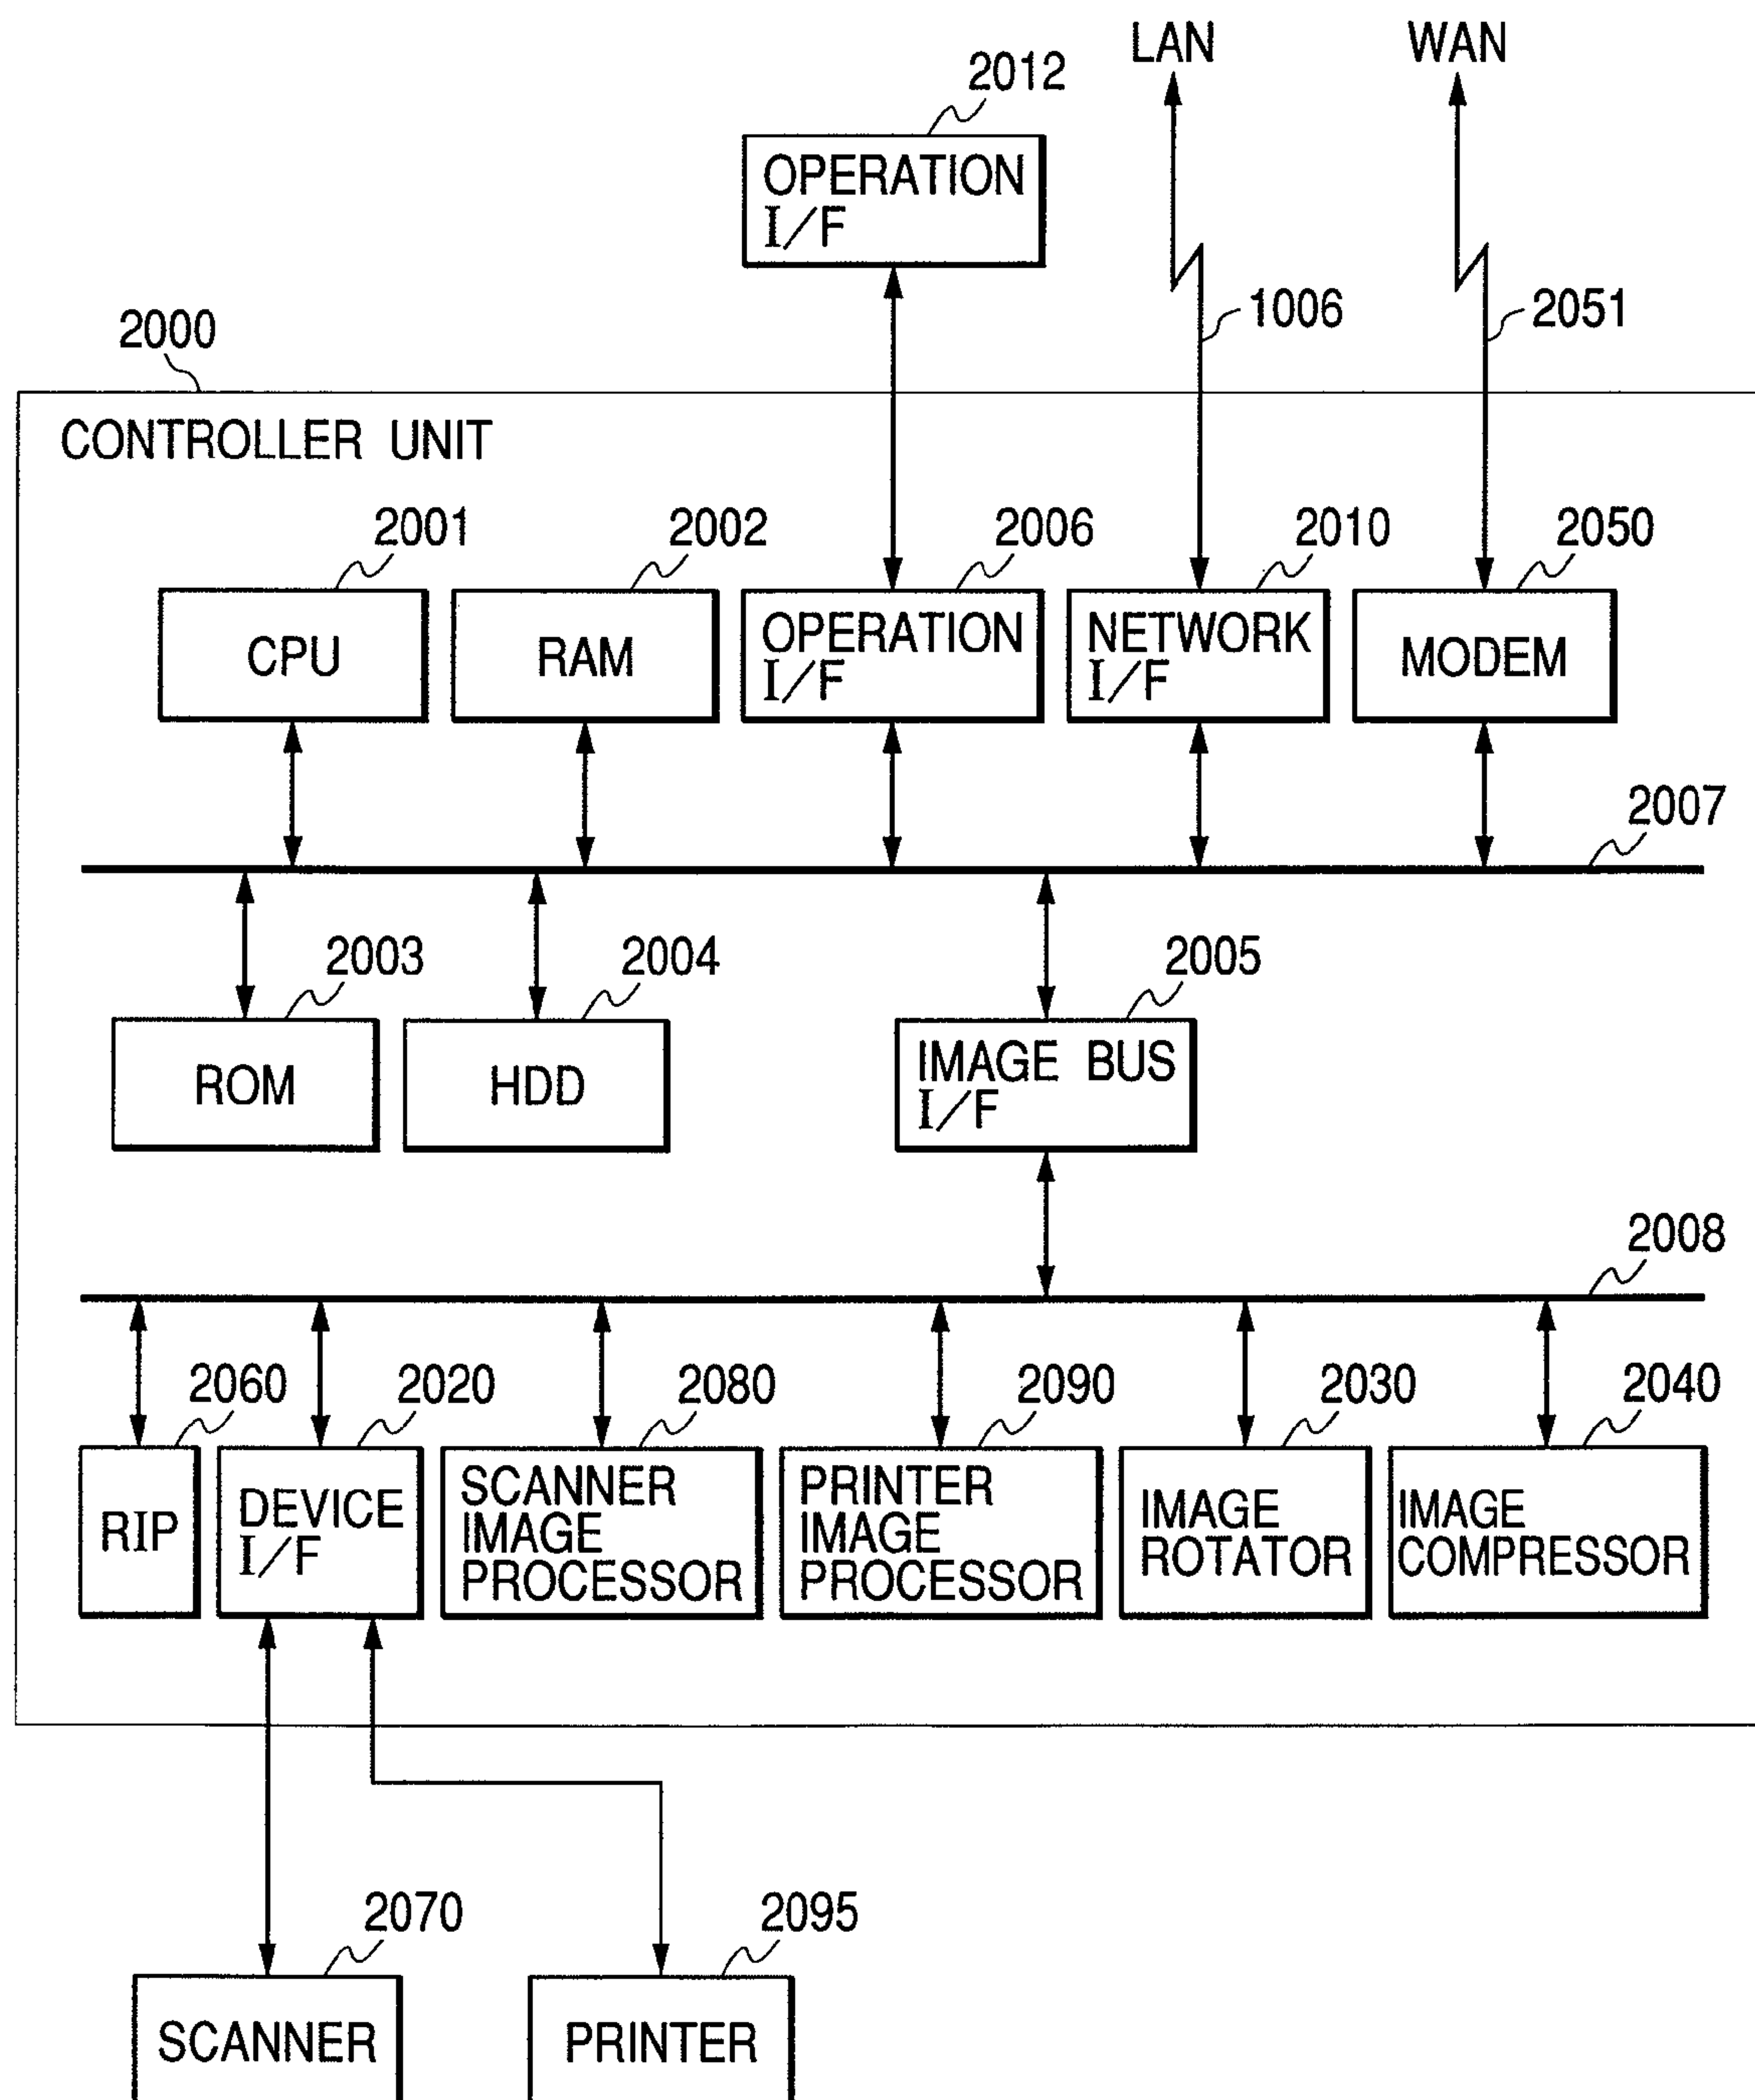 LAN
WAN
2012
OPERATION
I/F
1006
2051
2000
CONTROLLER UNIT
2001
2002
2006
2010
2050
CPU
RAM
OPERATION
I/F
NETWORK
I/F
MODEM
2007
2003
2004
2005
ROM
HDD
IMAGE BUS
I/F
2008
2060
2020
2080
2090
2030
2040
RIP
DEVICE
I/F
SCANNER
IMAGE
PROCESSOR
PRINTER
IMAGE
PROCESSOR
IMAGE
ROTATOR
IMAGE
COMPRESSOR
2070
2095
SCANNER
PRINTER